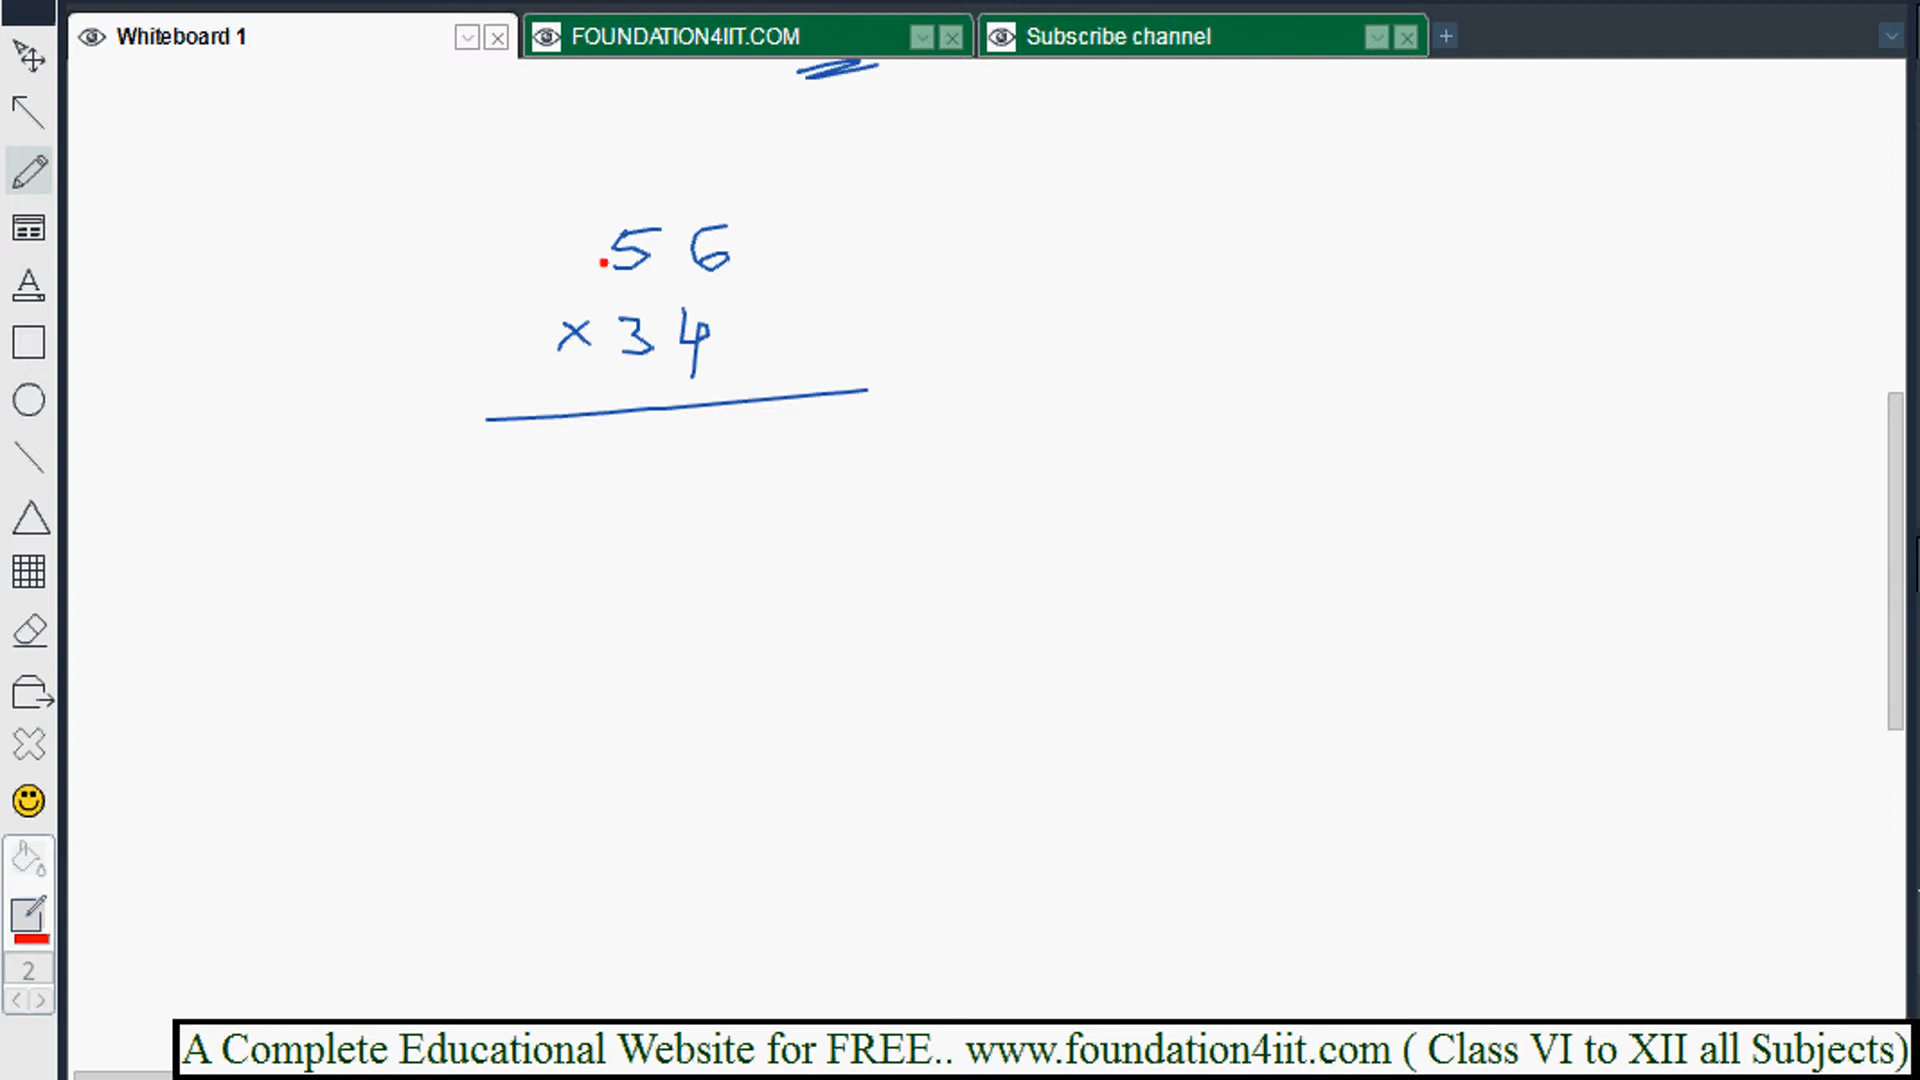 Whiteboard 1 FOUNDATION4IIT.COM Subscribe channel
56
× 34
2
A Complete Educational Website for FREE.. www.foundation4iit.com ( Class VI to XII all Subjects)